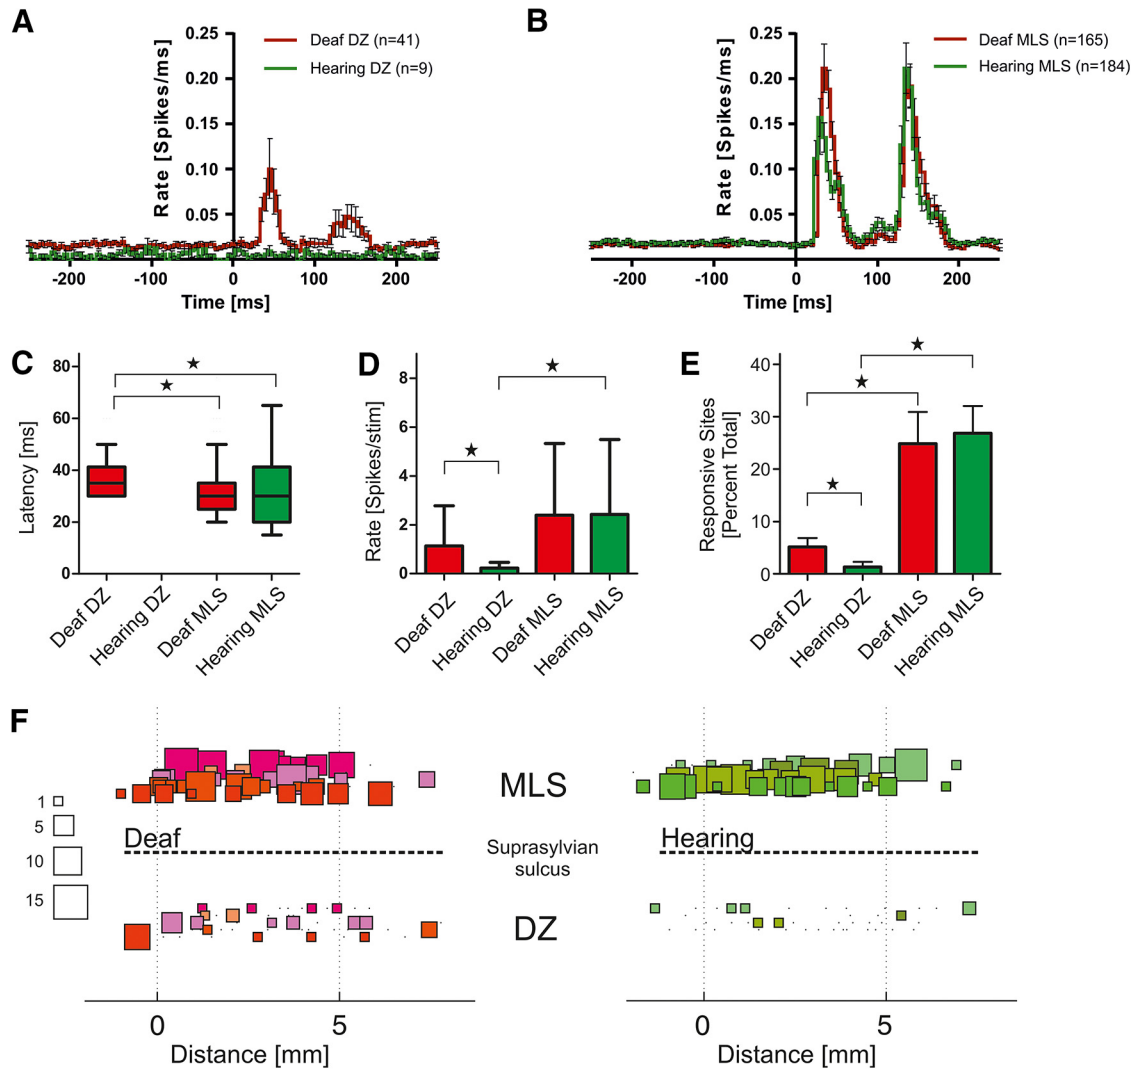 A
Rate [Spikes/ms]
0.25
0.20
0.15
0.10
0.05
Deaf DZ (n=41)
Hearing DZ (n=9)
-200 -100 0 100 200
Time [ms]
B
Rate [Spikes/ms]
0.25
0.20
0.15
0.10
0.05
Deaf MLS (n=165)
Hearing MLS (n=184)
-200 -100 0 100 200
Time [ms]
C
Latency [ms]
80
60
40
20
0
Deaf DZ
Hearing DZ
Deaf MLS
Hearing MLS
D
Rate [Spikes/stim]
8
6
4
2
0
Deaf DZ
Hearing DZ
Deaf MLS
Hearing MLS
E
Responsive Sites
[Percent Total]
40
30
20
10
0
Deaf DZ
Hearing DZ
Deaf MLS
Hearing MLS
F
1
5
10
15
MLS
Deaf
Hearing
Suprasylvian
sulcus
DZ
0 5
Distance [mm]
0 5
Distance [mm]